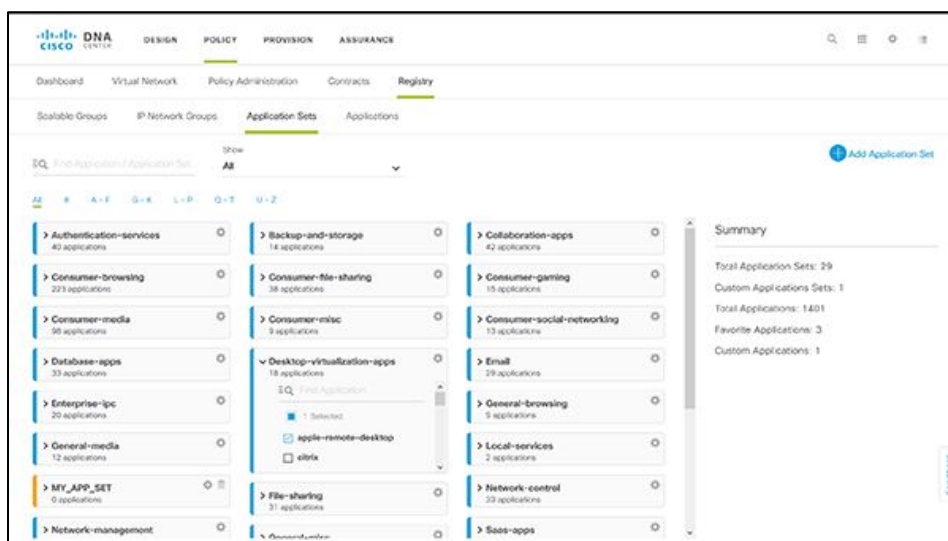 CISCO DNA CENTER DESIGN POLICY PROVISION ASSURANCE
Dashboard Virtual Network Policy Administration Contracts Registry
Scalable Groups IP Network Groups Application Sets Applications
Show
Find Application / Application Set All
Add Application Set
All # A - F G - K L - P Q - T U - Z
Authentication-services
40 applications
Backup-and-storage
14 applications
Collaboration-apps
42 applications
Consumer-browsing
223 applications
Consumer-file-sharing
38 applications
Consumer-gaming
15 applications
Consumer-media
98 applications
Consumer-misc
9 applications
Consumer-social-networking
13 applications
Database-apps
33 applications
Desktop-virtualization-apps
18 applications
Find Application
1 Selected
apple-remote-desktop
citrix
Email
29 applications
Enterprise-ipc
20 applications
General-browsing
5 applications
General-media
12 applications
Local-services
2 applications
MY_APP_SET
0 applications
File-sharing
31 applications
Network-control
33 applications
Network-management
General-misc
Saas-apps
Summary
Total Application Sets: 29
Custom Applications Sets: 1
Total Applications: 1401
Favorite Applications: 3
Custom Applications: 1